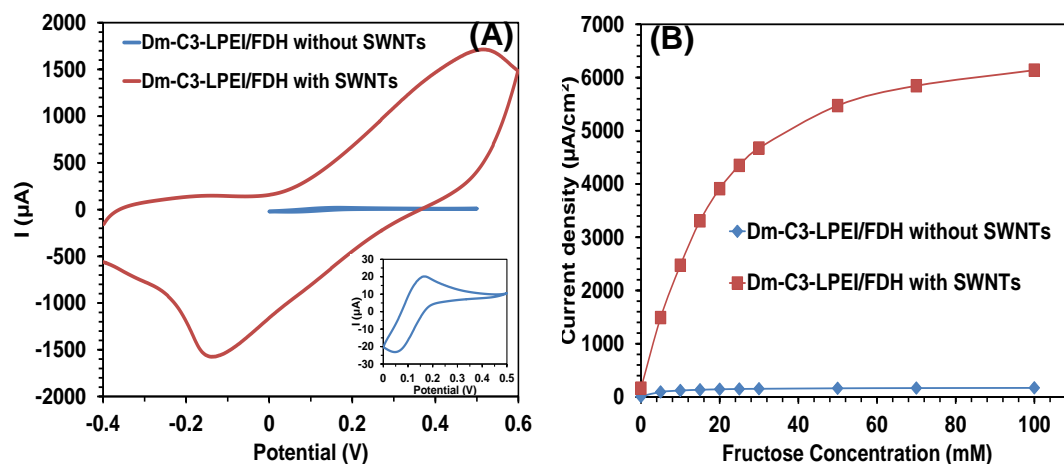 (A)
Dm-C3-LPEI/FDH without SWNTs
Dm-C3-LPEI/FDH with SWNTs
2000
1500
1000
500
0
-500
-1000
-1500
-2000
I (µA)
-0.4 -0.2 0 0.2 0.4 0.6
Potential (V)
30
20
10
0
-10
-20
-30
I (µA)
0 0.1 0.2 0.3 0.4 0.5
Potential (V)
(B)
7000
6000
5000
4000
3000
2000
1000
0
Current density (µA/cm²)
Dm-C3-LPEI/FDH without SWNTs
Dm-C3-LPEI/FDH with SWNTs
0 20 40 60 80 100
Fructose Concentration (mM)